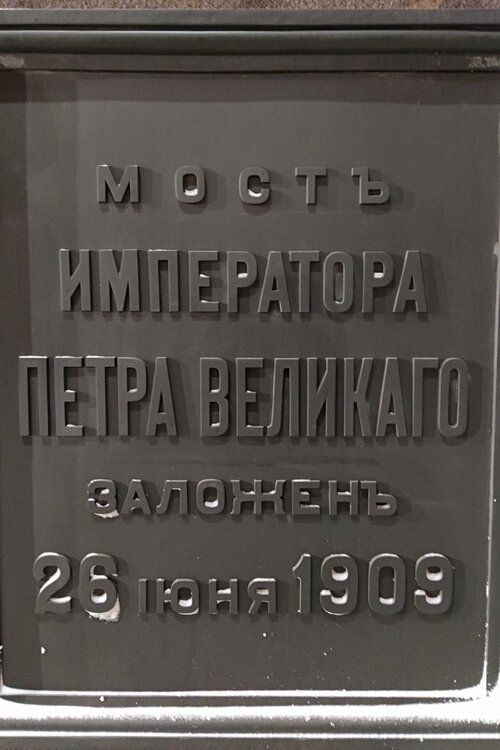 МОСТЪ
ИМПЕРАТОРА
ПЕТРА ВЕЛИКАГО
ЗАЛОЖЕНЪ
26 ІЮНЯ 1909